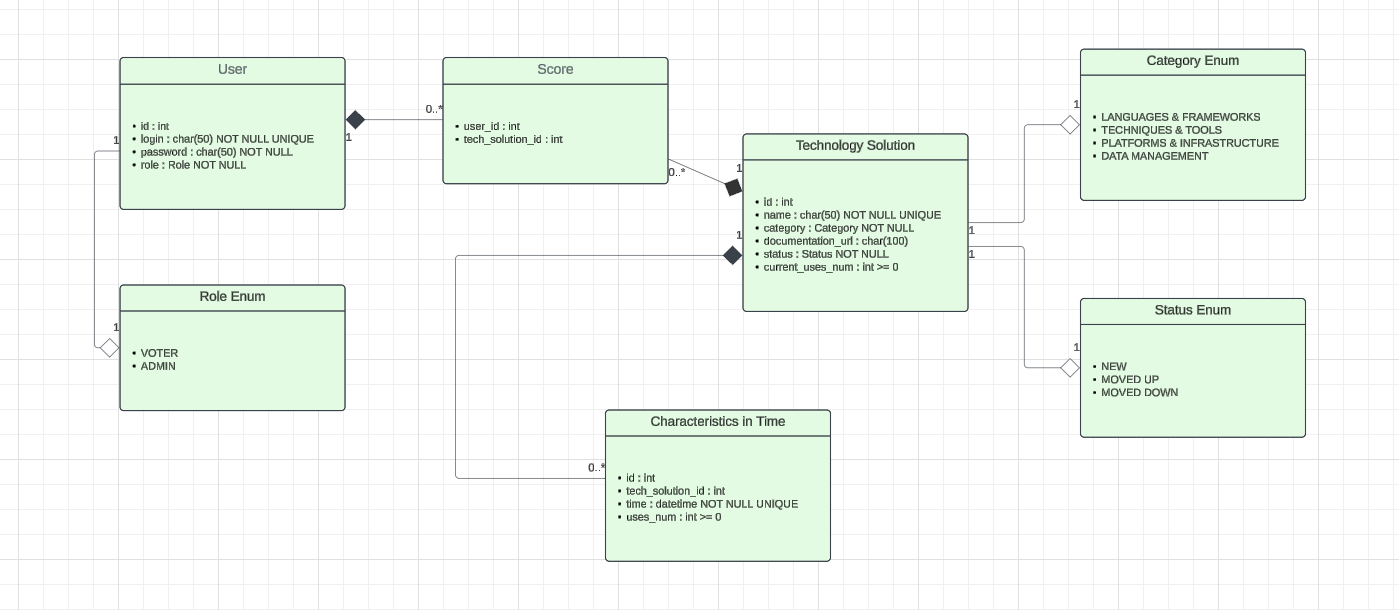 User
• id : int
• login : char(50) NOT NULL UNIQUE
• password : char(50) NOT NULL
• role : Role NOT NULL
1
1
0..*
Score
• user_id : int
• tech_solution_id : int
0..*
1
Technology Solution
• id : int
• name : char(50) NOT NULL UNIQUE
• category : Category NOT NULL
• documentation_url : char(100)
• status : Status NOT NULL
• current_uses_num : int >= 0
1
1
1
Category Enum
1
• LANGUAGES & FRAMEWORKS
• TECHNIQUES & TOOLS
• PLATFORMS & INFRASTRUCTURE
• DATA MANAGEMENT
Role Enum
1
• VOTER
• ADMIN
Status Enum
1
• NEW
• MOVED UP
• MOVED DOWN
Characteristics in Time
0..*
• id : int
• tech_solution_id : int
• time : datetime NOT NULL UNIQUE
• uses_num : int >= 0